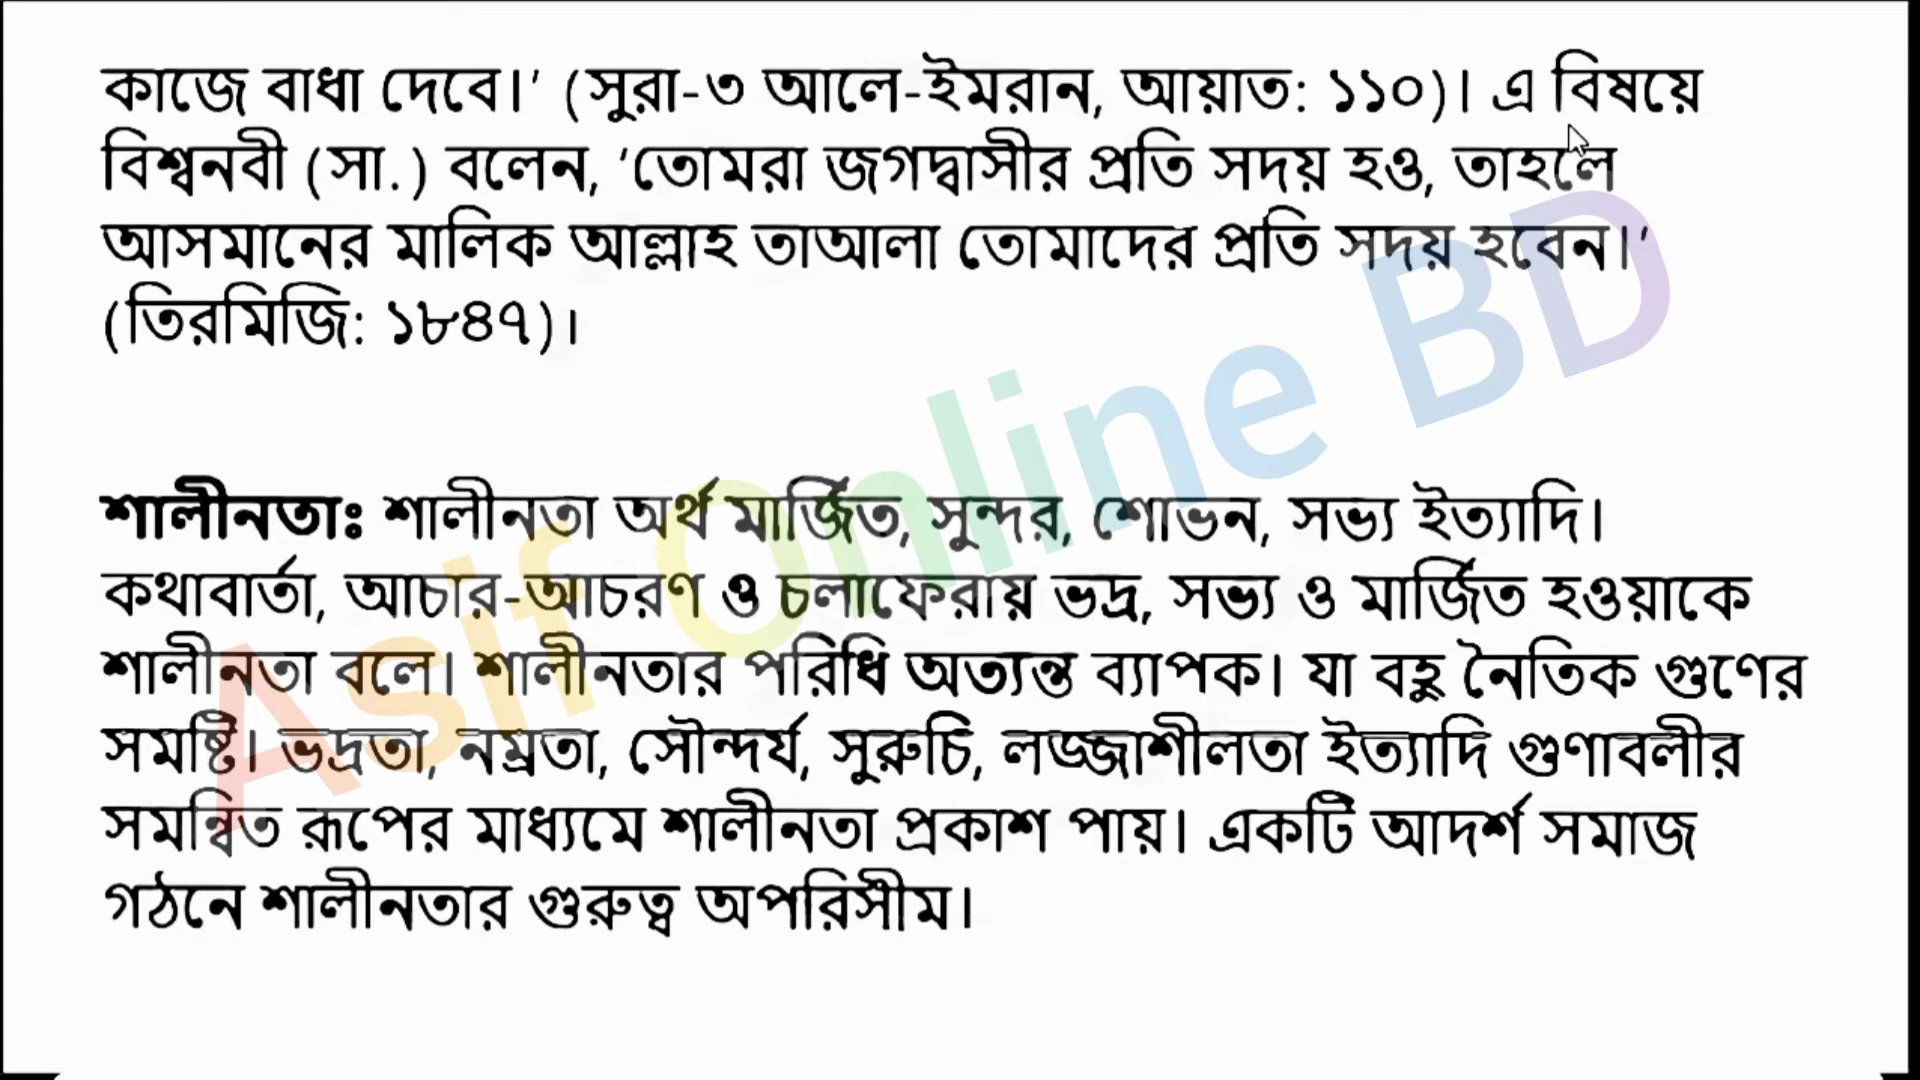 কাজে বাধা দেবে।’ (সুরা-৩ আলে-ইমরান, আয়াত: ১১০)। এ বিষয়ে
বিশ্বনবী (সা.) বলেন, ‘তোমরা জগদ্বাসীর প্রতি সদয় হও, তাহলে
আসমানের মালিক আল্লাহ তাআলা তোমাদের প্রতি সদয় হবেন।’
(তিরমিজি: ১৮৪৭)।
শালীনতাঃ শালীনতা অর্থ মার্জিত, সুন্দর, শোভন, সভ্য ইত্যাদি।
কথাবার্তা, আচার-আচরণ ও চলাফেরায় ভদ্র, সভ্য ও মার্জিত হওয়াকে
শালীনতা বলে। শালীনতার পরিধি অত্যন্ত ব্যাপক। যা বহু নৈতিক গুণের
সমষ্টি। ভদ্রতা, নম্রতা, সৌন্দর্য, সুরুচি, লজ্জাশীলতা ইত্যাদি গুণাবলীর
সমন্বিত রূপের মাধ্যমে শালীনতা প্রকাশ পায়। একটি আদর্শ সমাজ
গঠনে শালীনতার গুরুত্ব অপরিসীম।
Asif Online BD